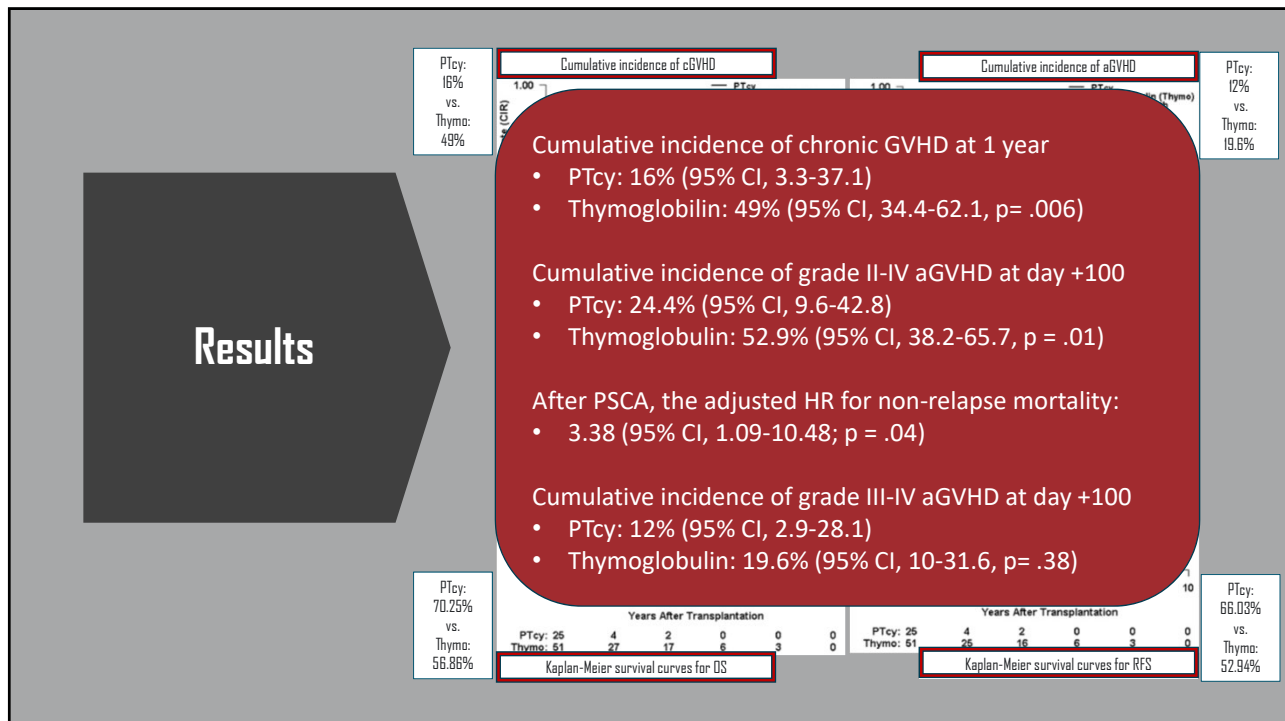 PTcy:
16%
vs.
Thymo:
49%
Cumulative incidence of cGVHD
Cumulative incidence of aGVHD
PTcy:
12%
vs.
Thymo:
19.6%
1.00
PTcy
(CIR)
1.00
PTcy
(Thymo)
Results
Cumulative incidence of chronic GVHD at 1 year
• PTcy: 16% (95% CI, 3.3-37.1)
• Thymoglobilin: 49% (95% CI, 34.4-62.1, p= .006)
Cumulative incidence of grade II-IV aGVHD at day +100
• PTcy: 24.4% (95% CI, 9.6-42.8)
• Thymoglobulin: 52.9% (95% CI, 38.2-65.7, p = .01)
After PSCA, the adjusted HR for non-relapse mortality:
• 3.38 (95% CI, 1.09-10.48; p = .04)
Cumulative incidence of grade III-IV aGVHD at day +100
• PTcy: 12% (95% CI, 2.9-28.1)
• Thymoglobulin: 19.6% (95% CI, 10-31.6, p= .38)
10
PTcy:
70.25%
vs.
Thymo:
56.86%
Years After Transplantation
PTcy: 25 4 2 0 0 0
Thymo: 51 27 17 6 3 0
Kaplan-Meier survival curves for OS
Years After Transplantation
PTcy: 25 4 2 0 0 0
Thymo: 51 25 16 6 3 0
Kaplan-Meier survival curves for RFS
PTcy:
66.03%
vs.
Thymo:
52.94%